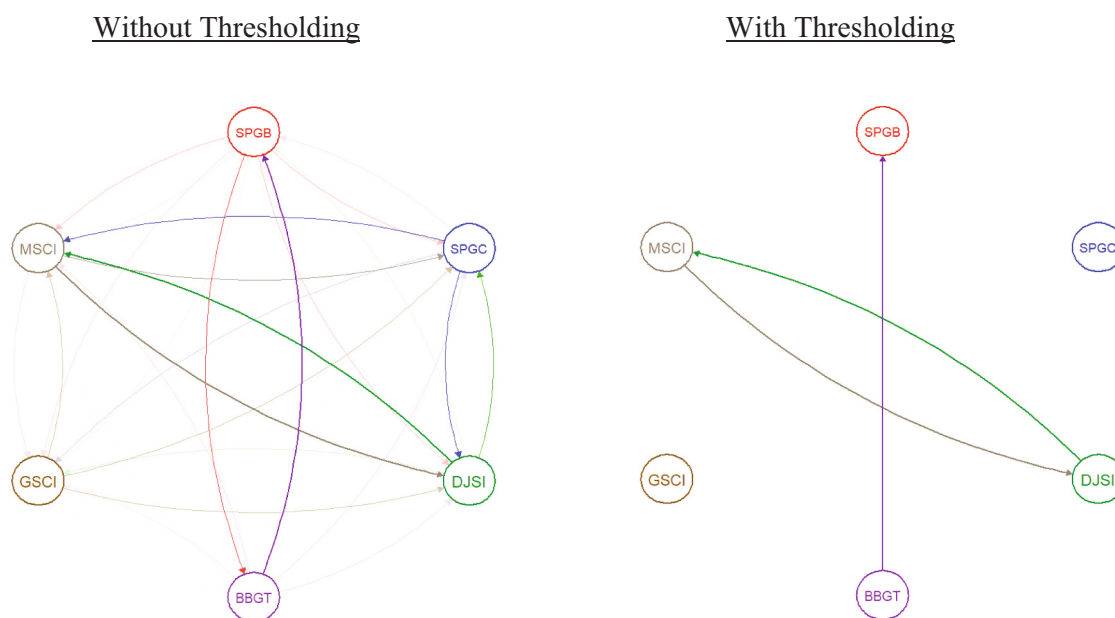 Without Thresholding
With Thresholding
SPGB
MSCI
SPGC
GSCI
DJSI
BBGT
SPGB
MSCI
SPGC
GSCI
DJSI
BBGT